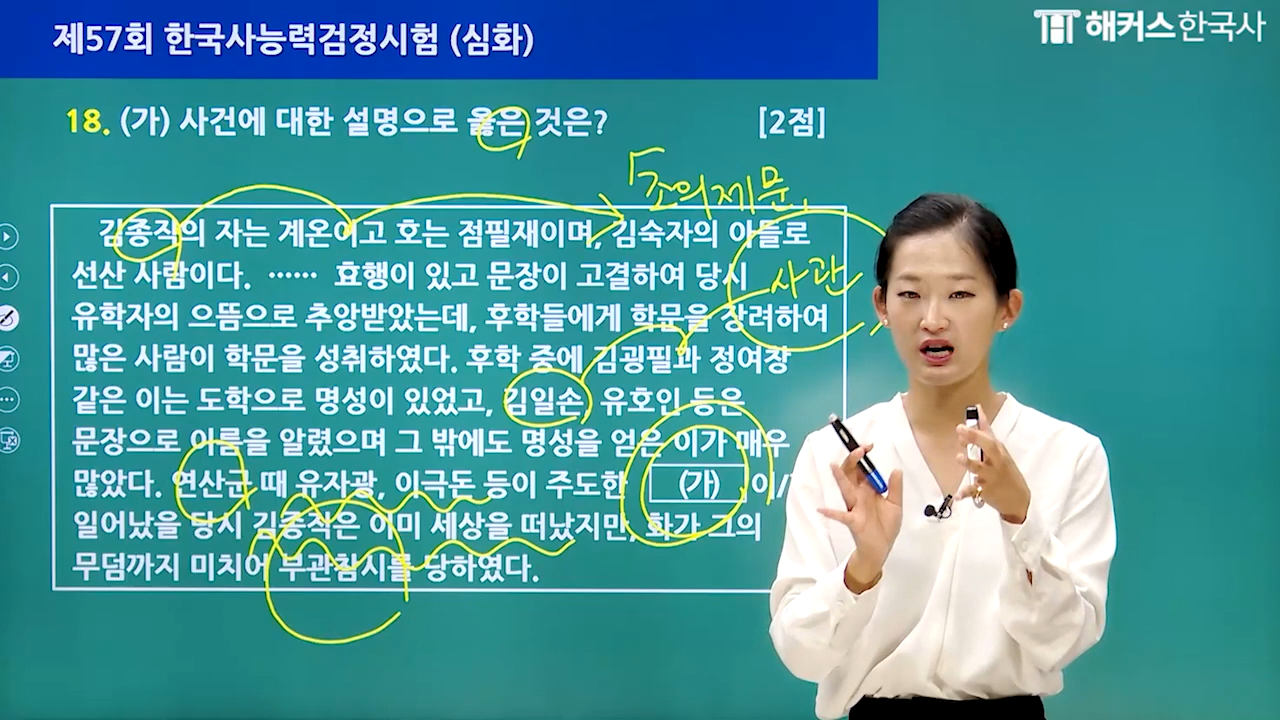 제57회 한국사능력검정시험 (심화)
해커스한국사
18. (가) 사건에 대한 설명으로 옳은 것은? [2점]
「조의제문」
김종직의 자는 계온이고 호는 점필재이며, 김숙자의 아들로
사관
선산 사람이다. …… 효행이 있고 문장이 고결하여 당시
유학자의 으뜸으로 추앙받았는데, 후학들에게 학문을 장려하여
많은 사람이 학문을 성취하였다. 후학 중에 김굉필과 정여창
같은 이는 도학으로 명성이 있었고, 김일손, 유호인 등은
문장으로 이름을 알렸으며 그 밖에도 명성을 얻은 이가 매우
많았다. 연산군 때 유자광, 이극돈 등이 주도한 (가) 이/
일어났을 당시 김종직은 이미 세상을 떠났지만, 화가 그의
무덤까지 미치어 부관참시를 당하였다.